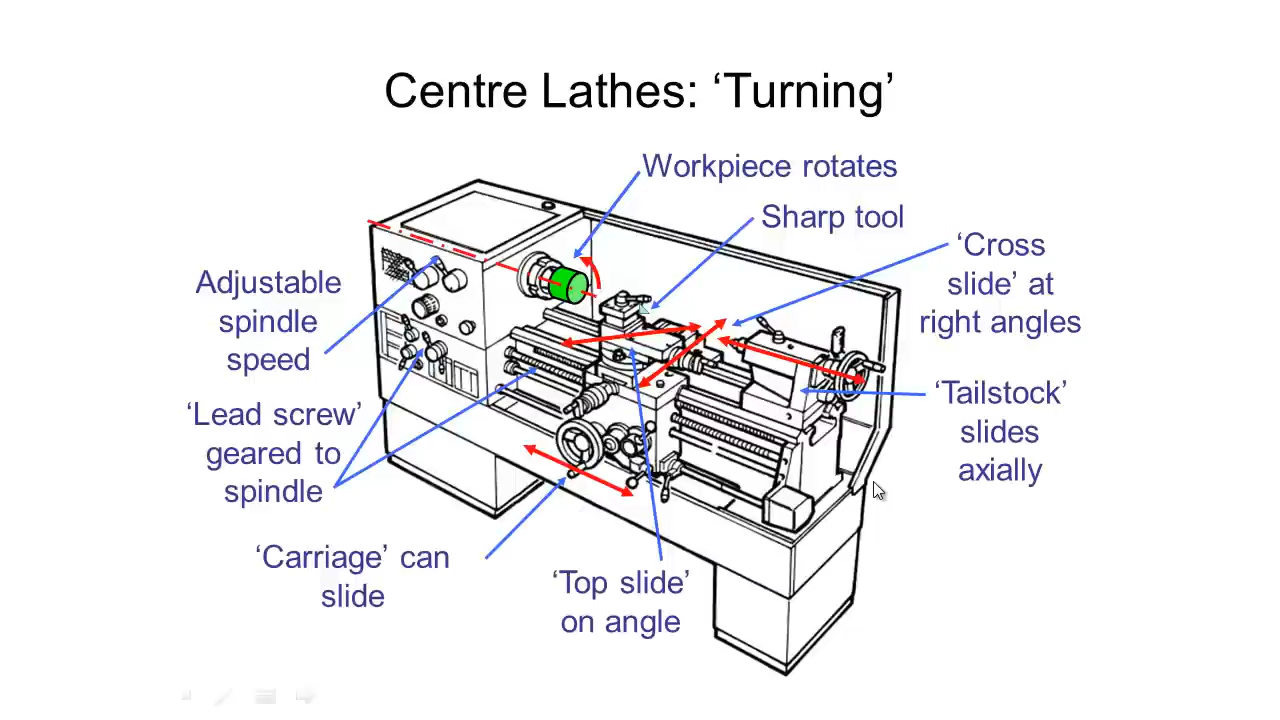 Centre Lathes: ‘Turning’
Workpiece rotates
Sharp tool
‘Cross
slide’ at
right angles
Adjustable
spindle
speed
‘Tailstock’
slides
axially
‘Lead screw’
geared to
spindle
‘Carriage’ can
slide
‘Top slide’
on angle